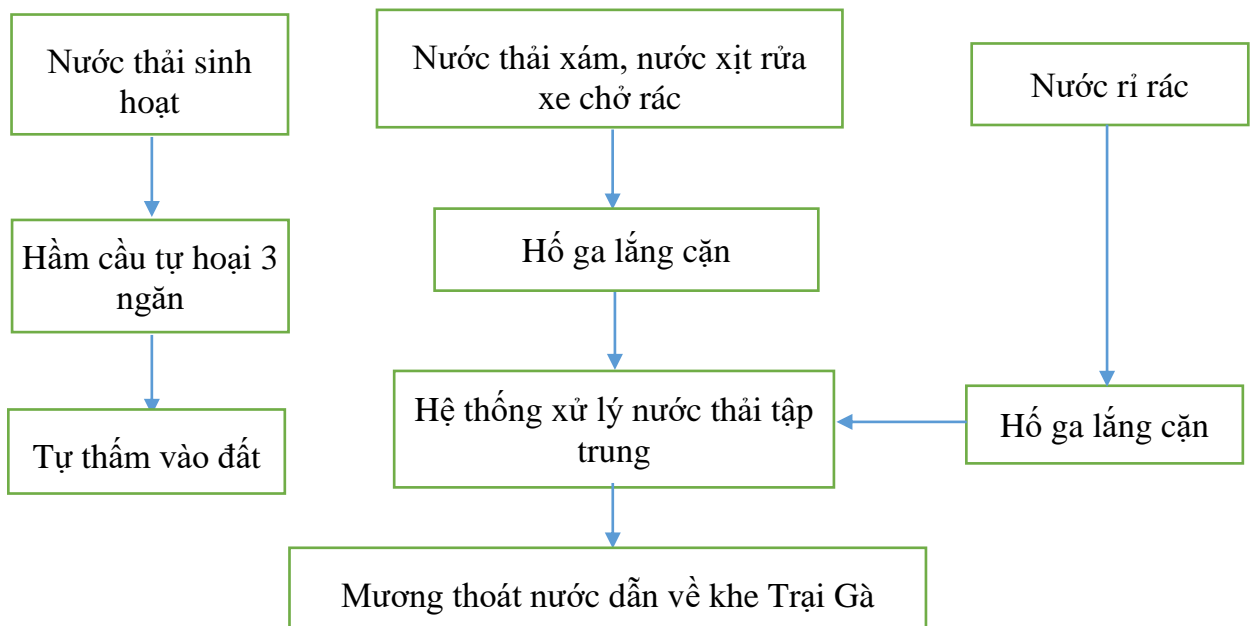 Nước thải sinh
hoạt
Nước thải xám, nước xịt rửa
xe chở rác
Nước rỉ rác
Hầm cầu tự hoại 3
ngăn
Hố ga lắng cặn
Tự thấm vào đất
Hệ thống xử lý nước thải tập
trung
Hố ga lắng cặn
Mương thoát nước dẫn về khe Trại Gà